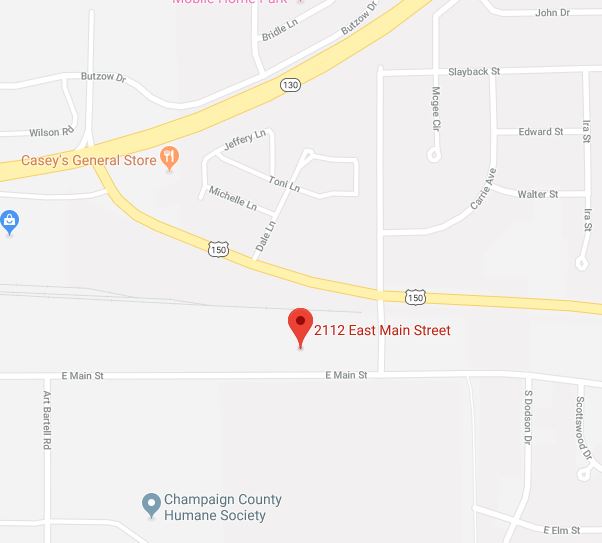 Mobile Home Park
Bridle Ln
Butzow Dr
John Dr
Butzow Dr
130
Slayback St
Mcgee Cir
Wilson Rd
Jeffery Ln
Edward St
Ira St
Casey's General Store
Toni Ln
Michelle Ln
Carrie Ave
Walter St
Dale Ln
Ira St
150
150
2112 East Main Street
E Main St
E Main St
Art Bartell Rd
S Dodson Dr
Scottswood Dr
Champaign County
Humane Society
E Elm St